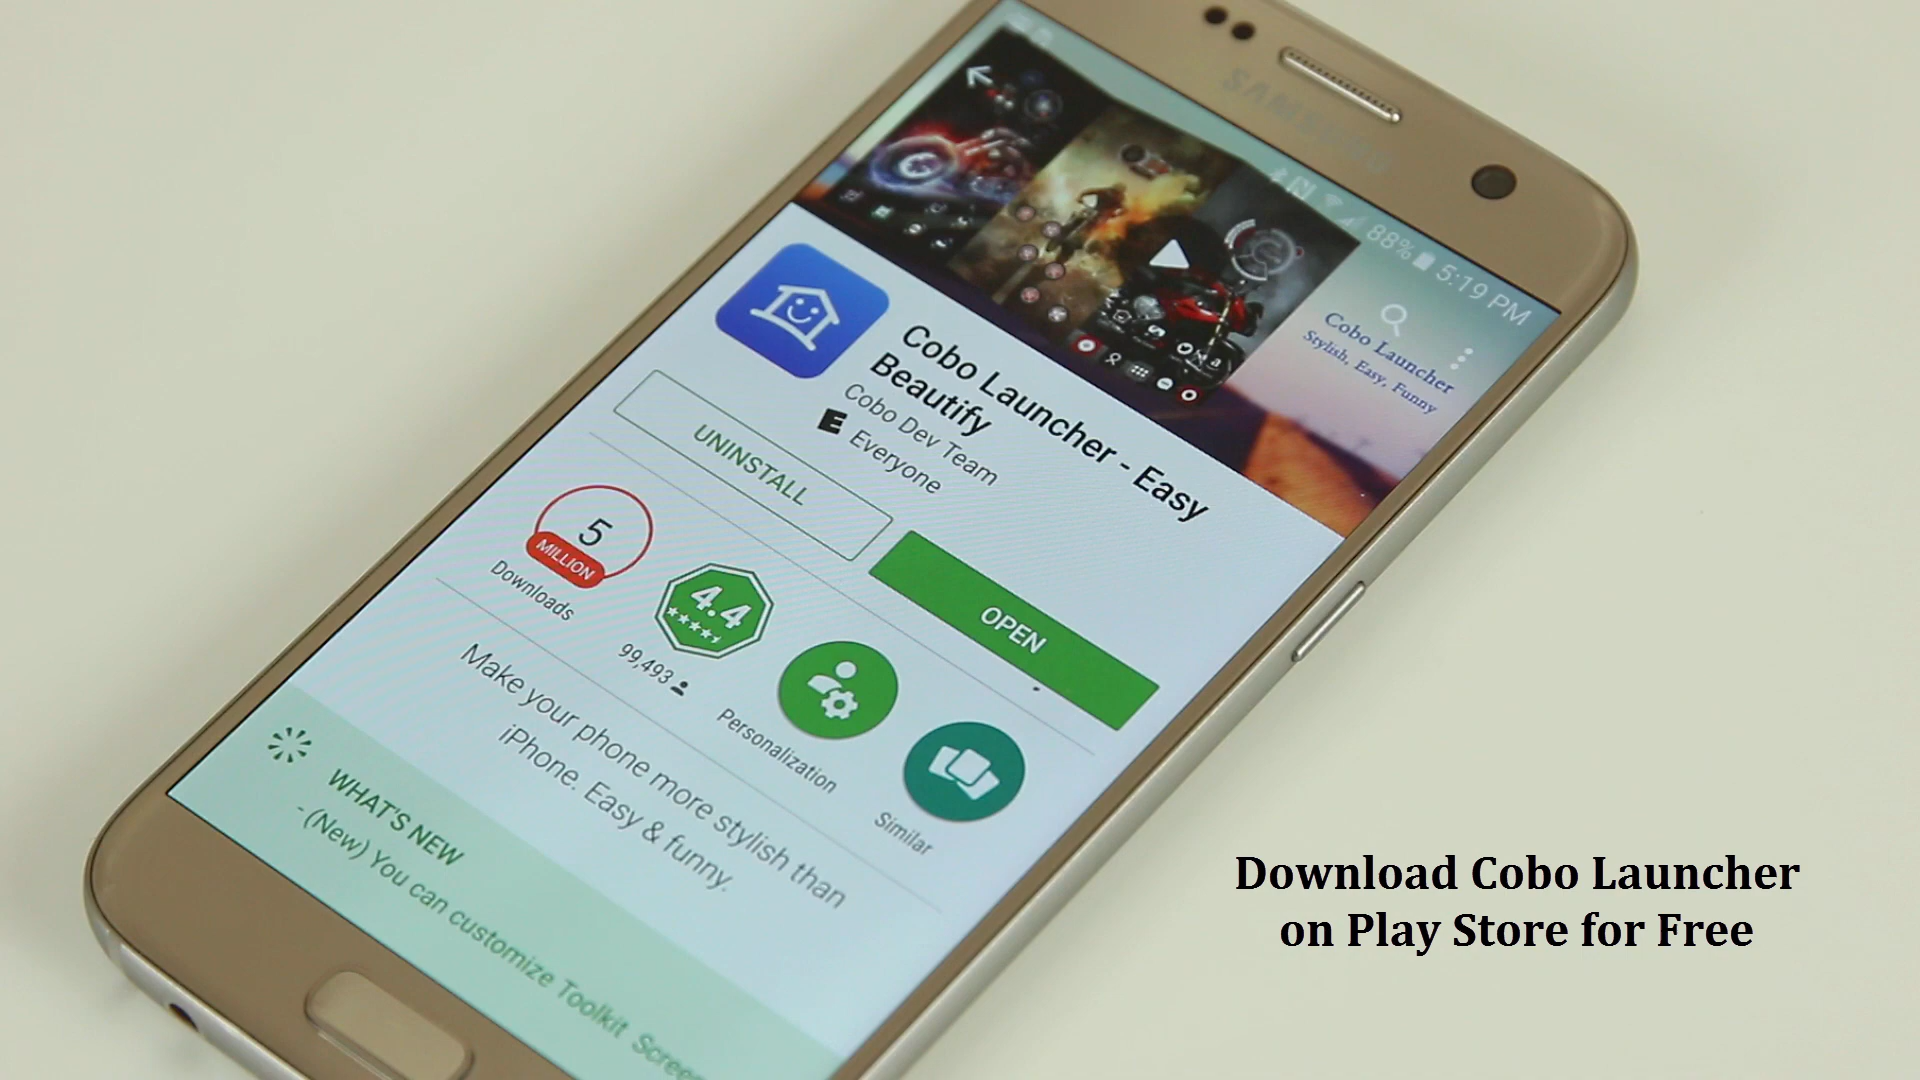 SAMSUNG
88% 5:19 PM
Cobo Launcher
Stylish, Easy, Funny
Cobo Launcher - Easy
Beautify
Cobo Dev Team
E Everyone
UNINSTALL
OPEN
5
MILLION
Downloads
4.4
99,493
Personalization
Similar
Make your phone more stylish than
iPhone. Easy & funny.
WHAT'S NEW
- (New) You can customize Toolkit
Download Cobo Launcher
on Play Store for Free